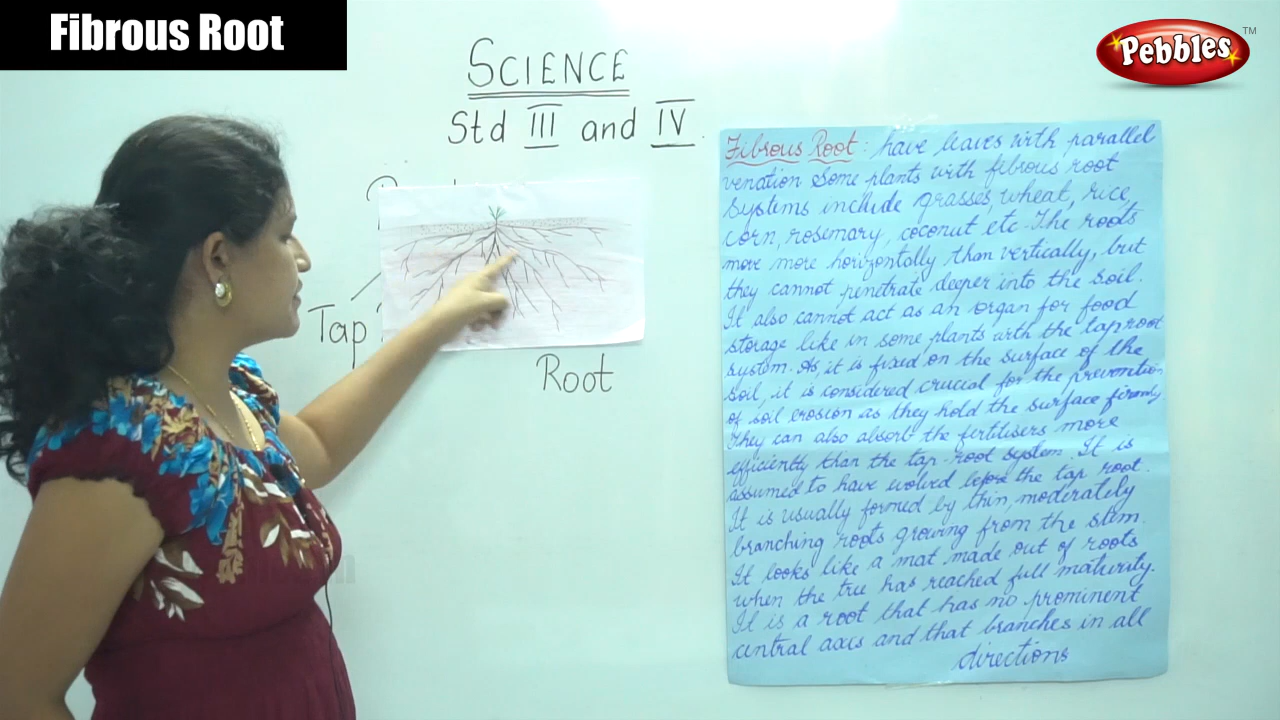 Fibrous Root
Pebbles
TM
SCIENCE
Std III and IV.
Tap
Root
Fibrous Root: have leaves with parallel
venation. Some plants with fibrous root
systems include grasses, wheat, rice,
corn, rosemary, coconut etc. The roots
move more horizontally than vertically, but
they cannot penetrate deeper into the soil.
It also cannot act as an organ for food
storage like in some plants with the taproot
system. As, it is fixed on the surface of the
soil, it is considered crucial for the prevention
of soil erosion as they hold the surface firmly.
They can also absorb the fertilisers more
efficiently than the tap-root system. It is
assumed to have evolved before the tap root.
It is usually formed by thin, moderately
branching roots growing from the stem.
It looks like a mat made out of roots
when the tree has reached full maturity.
It is a root that has no prominent
central axis and that branches in all
directions